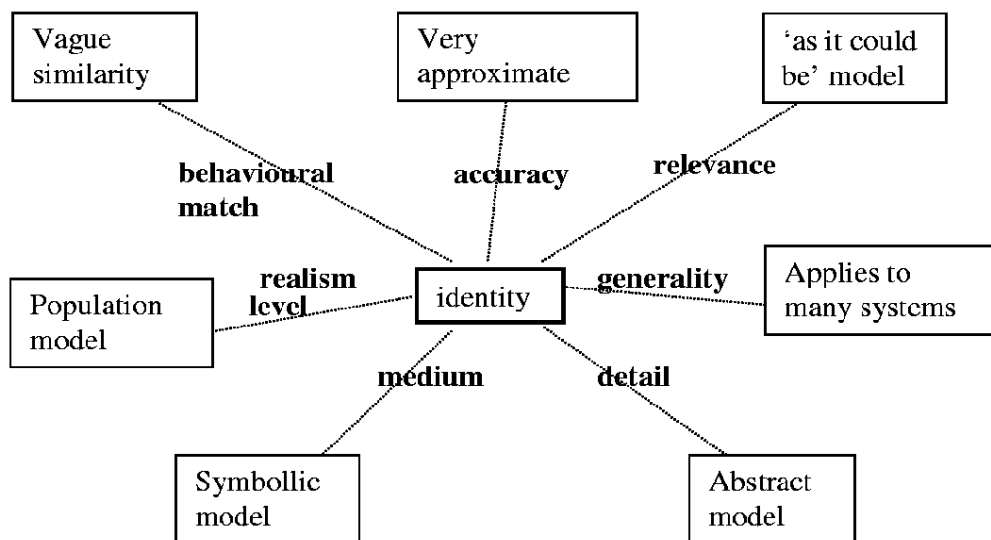 Vague
similarity
Very
approximate
‘as it could
be’ model
behavioural
match
accuracy
relevance
realism
level
generality
identity
Population
model
Applies to
many systems
medium
detail
Symbollic
model
Abstract
model